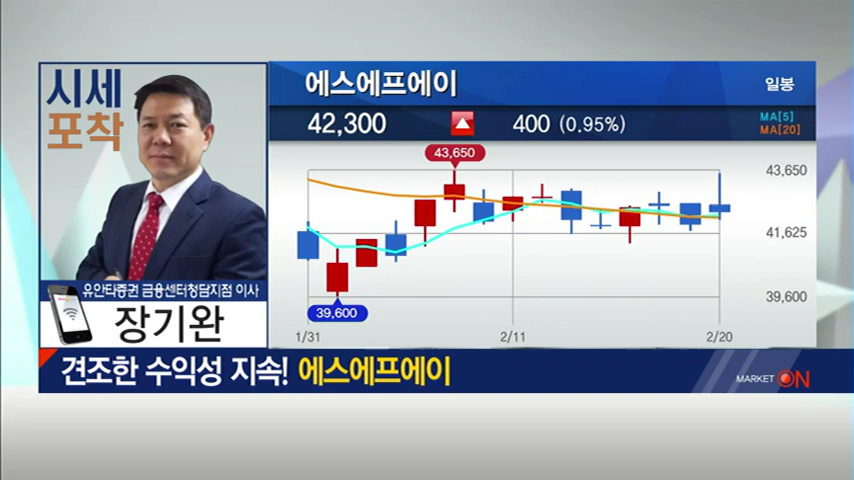 시세
포착
유안타증권 금융센터청담지점 이사
장기완
에스에프에이
일봉
42,300
400 (0.95%)
MA[5]
MA[20]
43,650
43,650
41,625
39,600
39,600
1/31
2/11
2/20
견조한 수익성 지속! 에스에프에이
MARKET ON